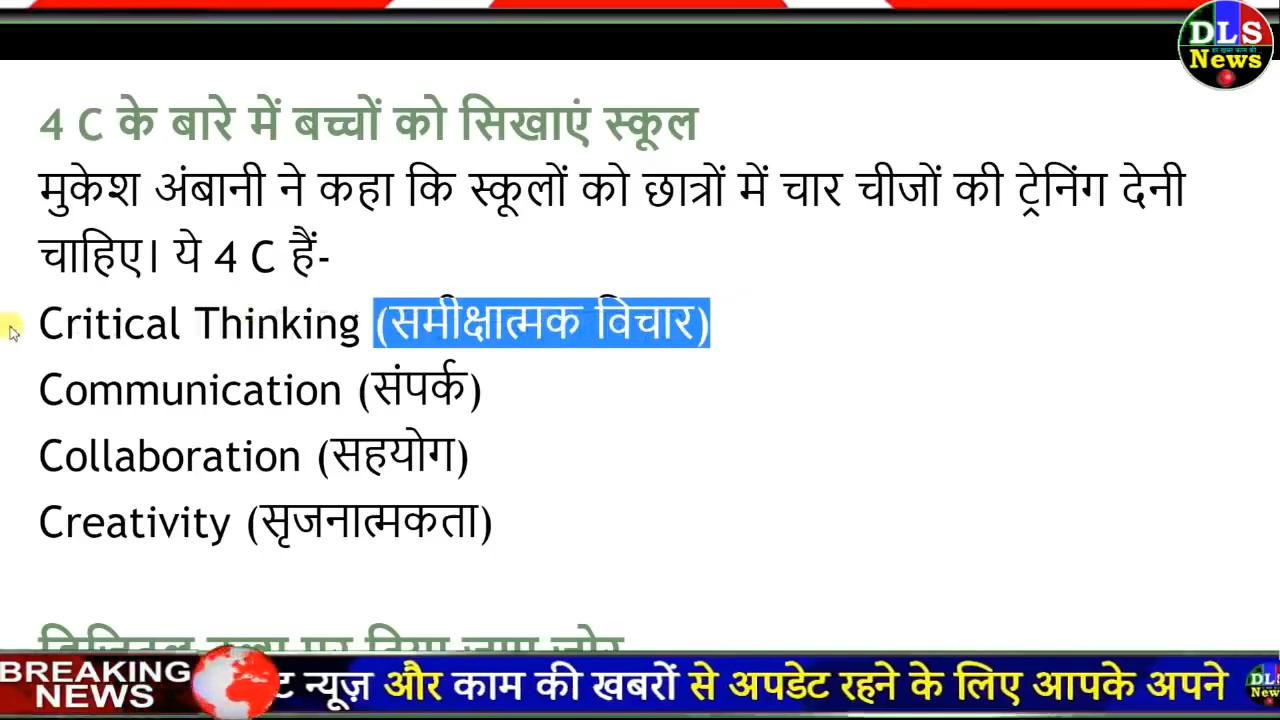 DLS
News
4 C के बारे में बच्चों को सिखाएं स्कूल
मुकेश अंबानी ने कहा कि स्कूलों को छात्रों में चार चीजों की ट्रेनिंग देनी
चाहिए। ये 4 C हैं-
Critical Thinking (समीक्षात्मक विचार)
Communication (संपर्क)
Collaboration (सहयोग)
Creativity (सृजनात्मकता)
BREAKING
NEWS
न्यूज़ और काम की खबरों से अपडेट रहने के लिए आपके अपने